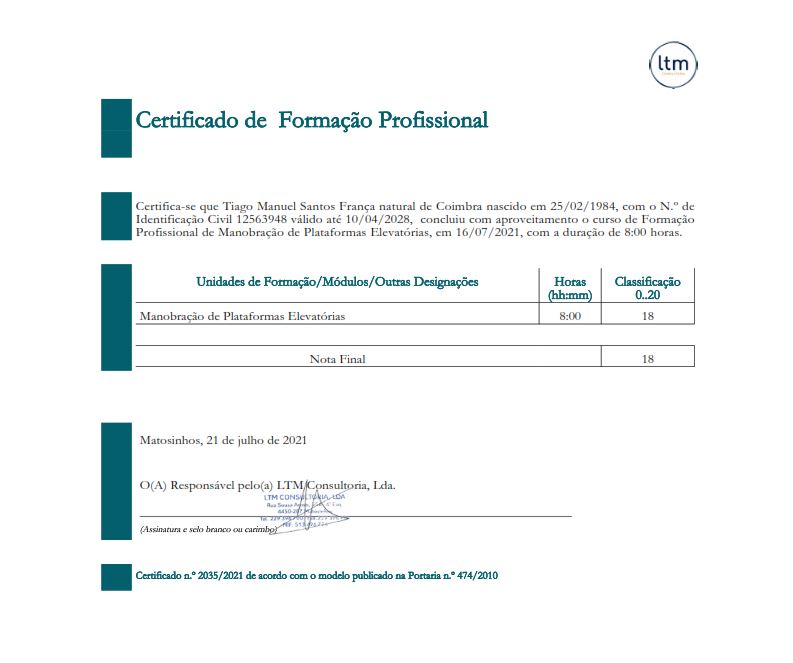 ltm
Certificado de Formação Profissional
Certifica-se que Tiago Manuel Santos França natural de Coimbra nascido em 25/02/1984, com o N.º de
Identificação Civil 12563948 válido até 10/04/2028, concluiu com aproveitamento o curso de Formação
Profissional de Manobração de Plataformas Elevatórias, em 16/07/2021, com a duração de 8:00 horas.
Unidades de Formação/Módulos/Outras Designações Horas Classificação
(hh:mm) 0..20
Manobração de Plataformas Elevatórias 8:00 18
Nota Final 18
Matosinhos, 21 de julho de 2021
O(A) Responsável pelo(a) LTM Consultoria, Lda.
LTM CONSULTORIA, LDA
(Assinatura e selo branco ou carimbo)
Certificado n.º 2035/2021 de acordo com o modelo publicado na Portaria n.º 474/2010